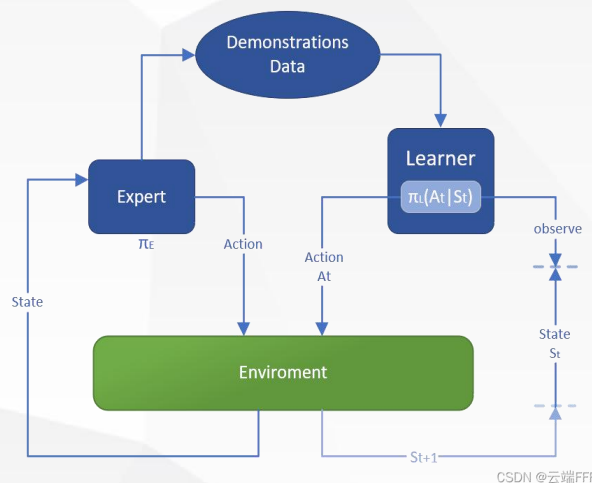 Demonstrations
Data
Learner
πL(At|St)
Expert
πE
Action
Action
At
observe
State
State
St
Enviroment
St+1
CSDN @云端FFF